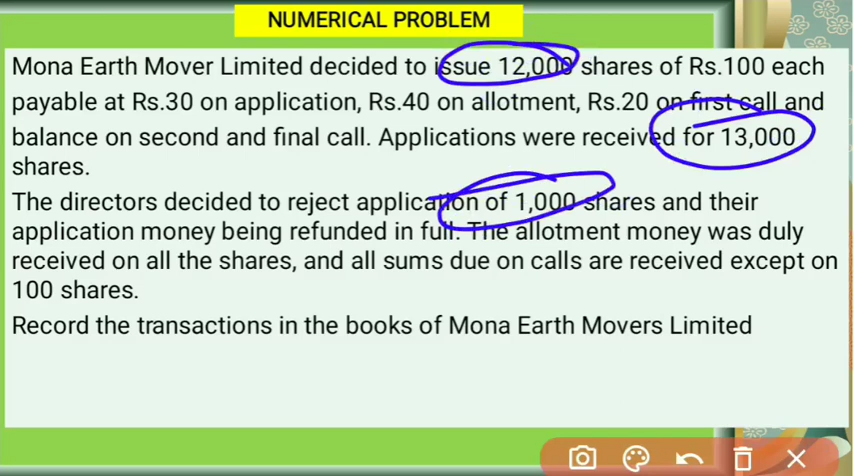 NUMERICAL PROBLEM
Mona Earth Mover Limited decided to issue 12,000 shares of Rs.100 each
payable at Rs.30 on application, Rs.40 on allotment, Rs.20 on first call and
balance on second and final call. Applications were received for 13,000
shares.
The directors decided to reject application of 1,000 shares and their
application money being refunded in full. The allotment money was duly
received on all the shares, and all sums due on calls are received except on
100 shares.
Record the transactions in the books of Mona Earth Movers Limited